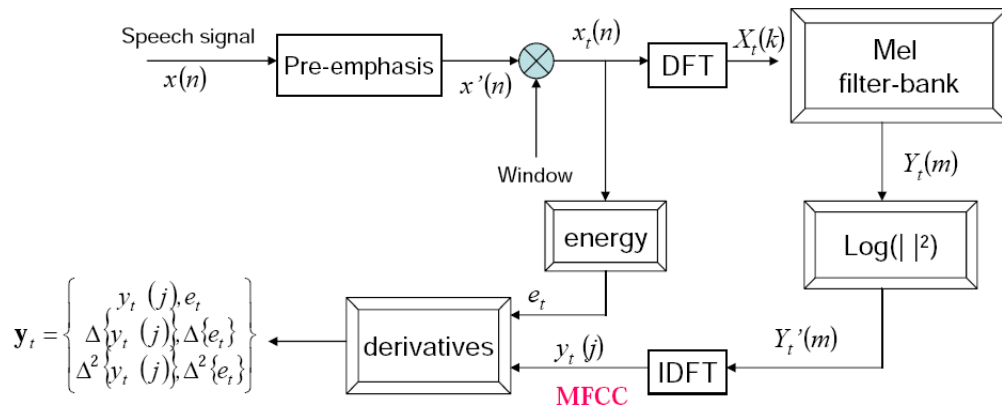 Speech signal
x(n)
Pre-emphasis
x'(n)
Window
x_t(n)
DFT
X_t(k)
Mel
filter-bank
Y_t(m)
Log(| |²)
Y_t'(m)
IDFT
y_t(j)
MFCC
energy
e_t
derivatives
y_t = { y_t (j), e_t
Δ{y_t (j)}, Δ{e_t}
Δ²{y_t (j)}, Δ²{e_t} }